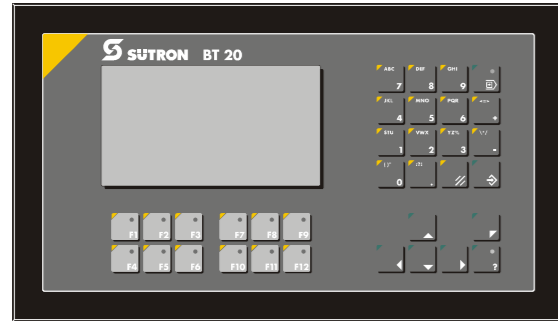 SÜTRON BT 20
ABC DEF GHI
7 8 9
JKL MNO PQR <=>
4 5 6 +
STU VWX YZ% \*/
1 2 3 -
0 .
F1 F2 F3 F7 F8 F9
F4 F5 F6 F10 F11 F12
?